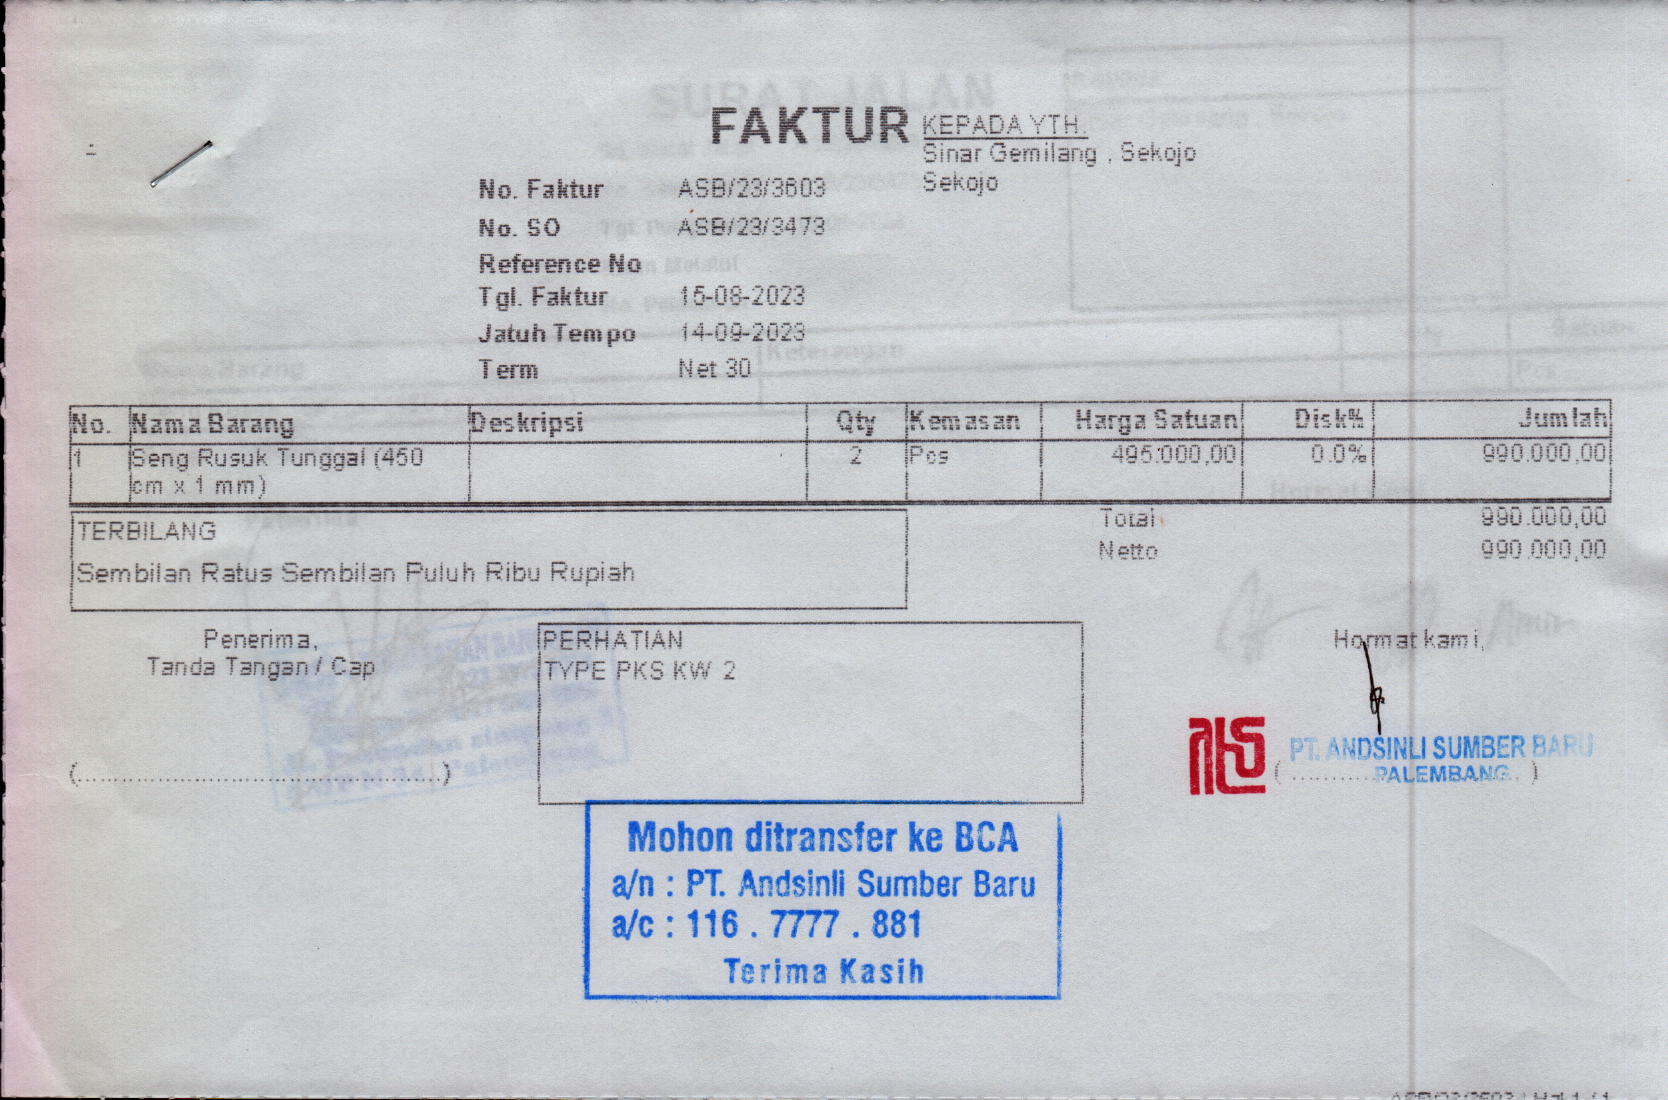 FAKTUR
KEPADA YTH.
Sinar Gemilang , Sekojo
Sekojo
No. Faktur ASB/23/3603
No. SO ASB/23/3473
Reference No
Tgl. Faktur 15-08-2023
Jatuh Tempo 14-09-2023
Term Net 30
No. Nama Barang Deskripsi Qty Kemasan Harga Satuan Disk% Jumlah
1 Seng Rusuk Tunggal (450 2 Pcs 495.000,00 0.0% 990.000,00
cm x 1 mm)
TERBILANG
Sembilan Ratus Sembilan Puluh Ribu Rupiah
Total 990.000,00
Netto 990.000,00
Penerima,
Tanda Tangan / Cap
(........................................)
PERHATIAN
TYPE PKS KW 2
Hormat kami,
PT. ANDSINLI SUMBER BARU
PALEMBANG
Mohon ditransfer ke BCA
a/n : PT. Andsinli Sumber Baru
a/c : 116 . 7777 . 881
Terima Kasih